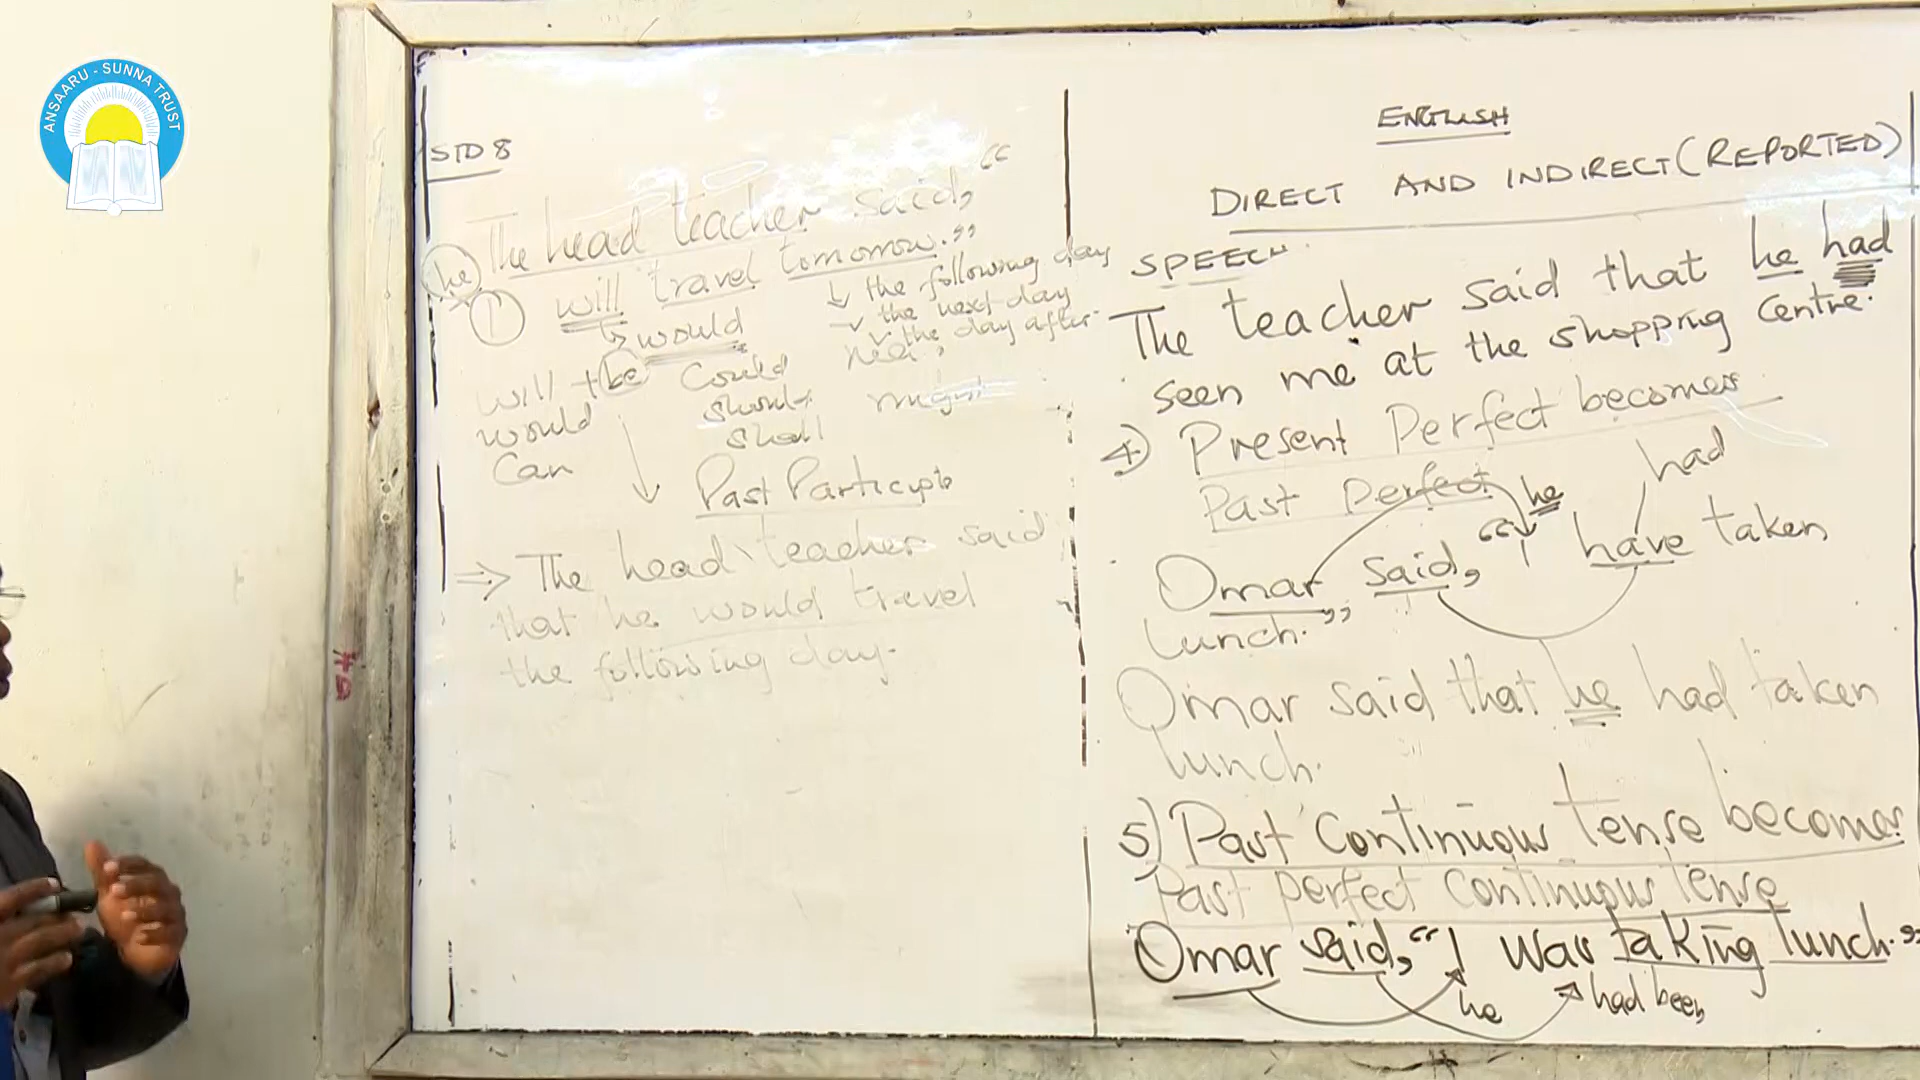 ANSAARU - SUNNA TRUST
STD 8
The head teacher said, “
he
I will travel tomorrow.”
↳ would
↓ the following day
the next day
the day after
will + be could
would should might
Can shall
Past Participle
⇒ The head teacher said
that he would travel
the following day.
ENGLISH
DIRECT AND INDIRECT (REPORTED)
SPEECH
The teacher said that he had
seen me at the shopping centre.
4) Present Perfect becomes
Past perfect
he had
Omar said, “I have taken
lunch.”
Omar said that he had taken
lunch.
5) Past Continuous tense becomes
Past perfect continuous tense
Omar said, “I was taking lunch.”
he had been